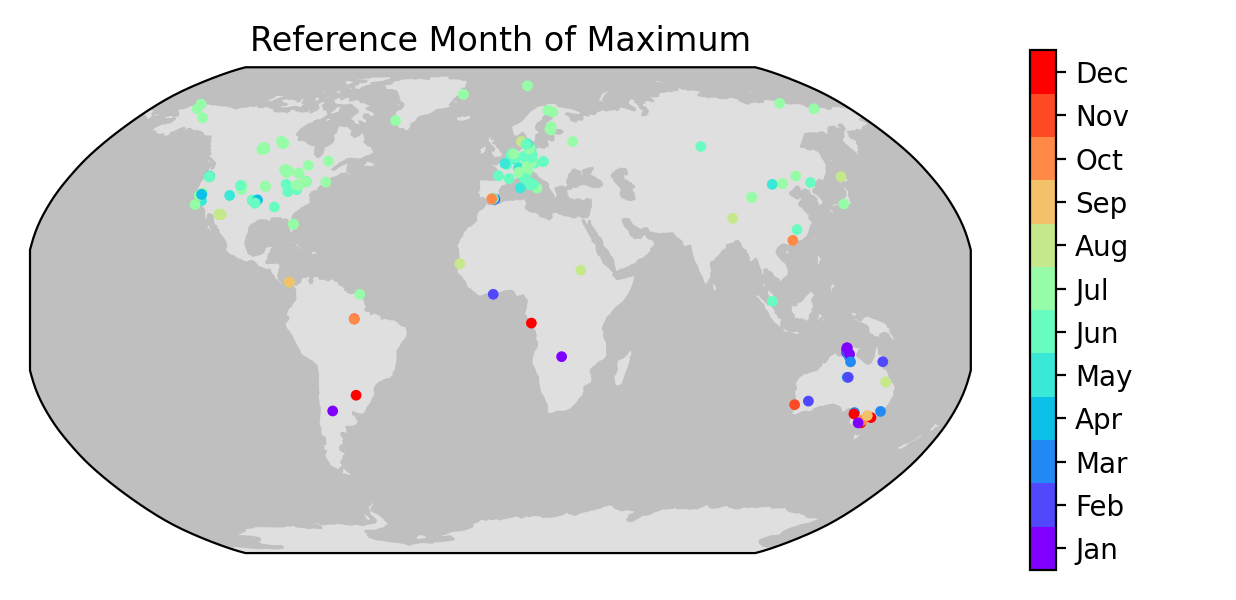 Reference Month of Maximum
Dec
Nov
Oct
Sep
Aug
Jul
Jun
May
Apr
Mar
Feb
Jan